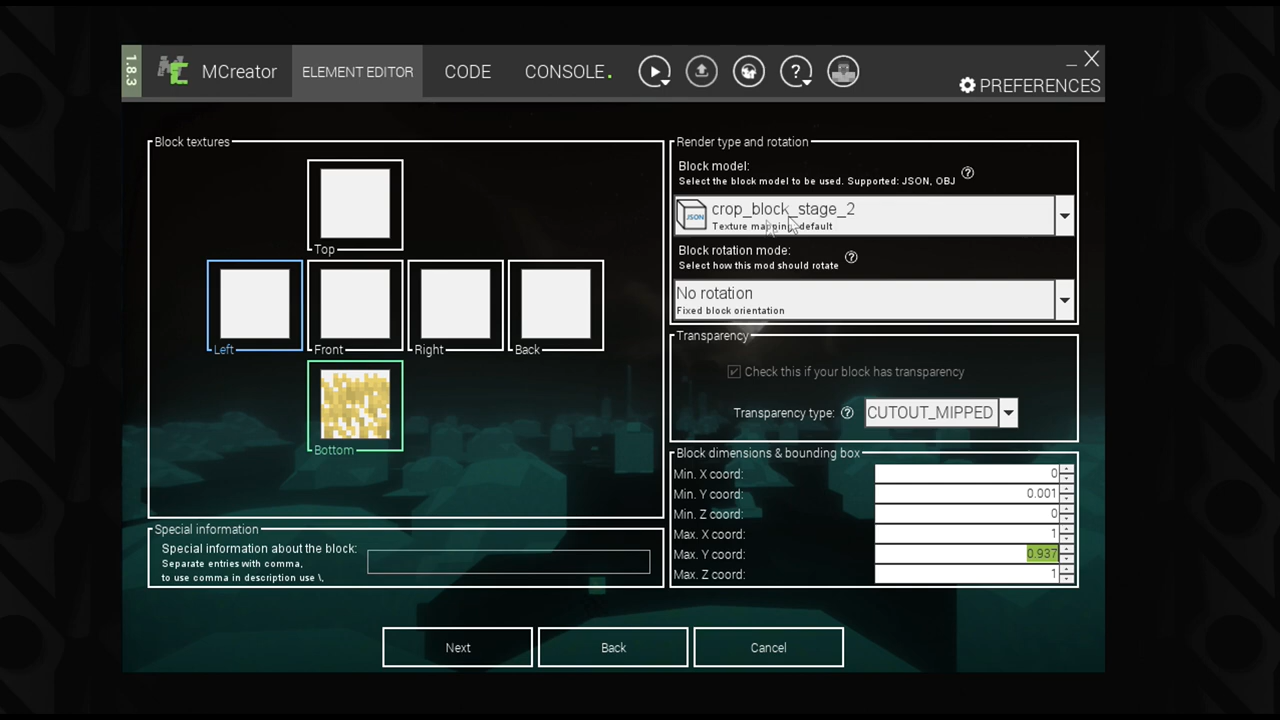 1.8.3
MCreator
ELEMENT EDITOR
CODE
CONSOLE.
PREFERENCES
Block textures
Top
Left
Front
Right
Back
Bottom
Special information
Special information about the block:
Separate entries with comma,
to use comma in description use \,
Render type and rotation
Block model:
Select the block model to be used. Supported: JSON, OBJ
JSON
crop_block_stage_2
Texture mapping: default
Block rotation mode:
Select how this mod should rotate
No rotation
Fixed block orientation
Transparency
Check this if your block has transparency
Transparency type:
CUTOUT_MIPPED
Block dimensions & bounding box
Min. X coord: 0
Min. Y coord: 0.001
Min. Z coord: 0
Max. X coord: 1
Max. Y coord: 0.937
Max. Z coord: 1
Next
Back
Cancel